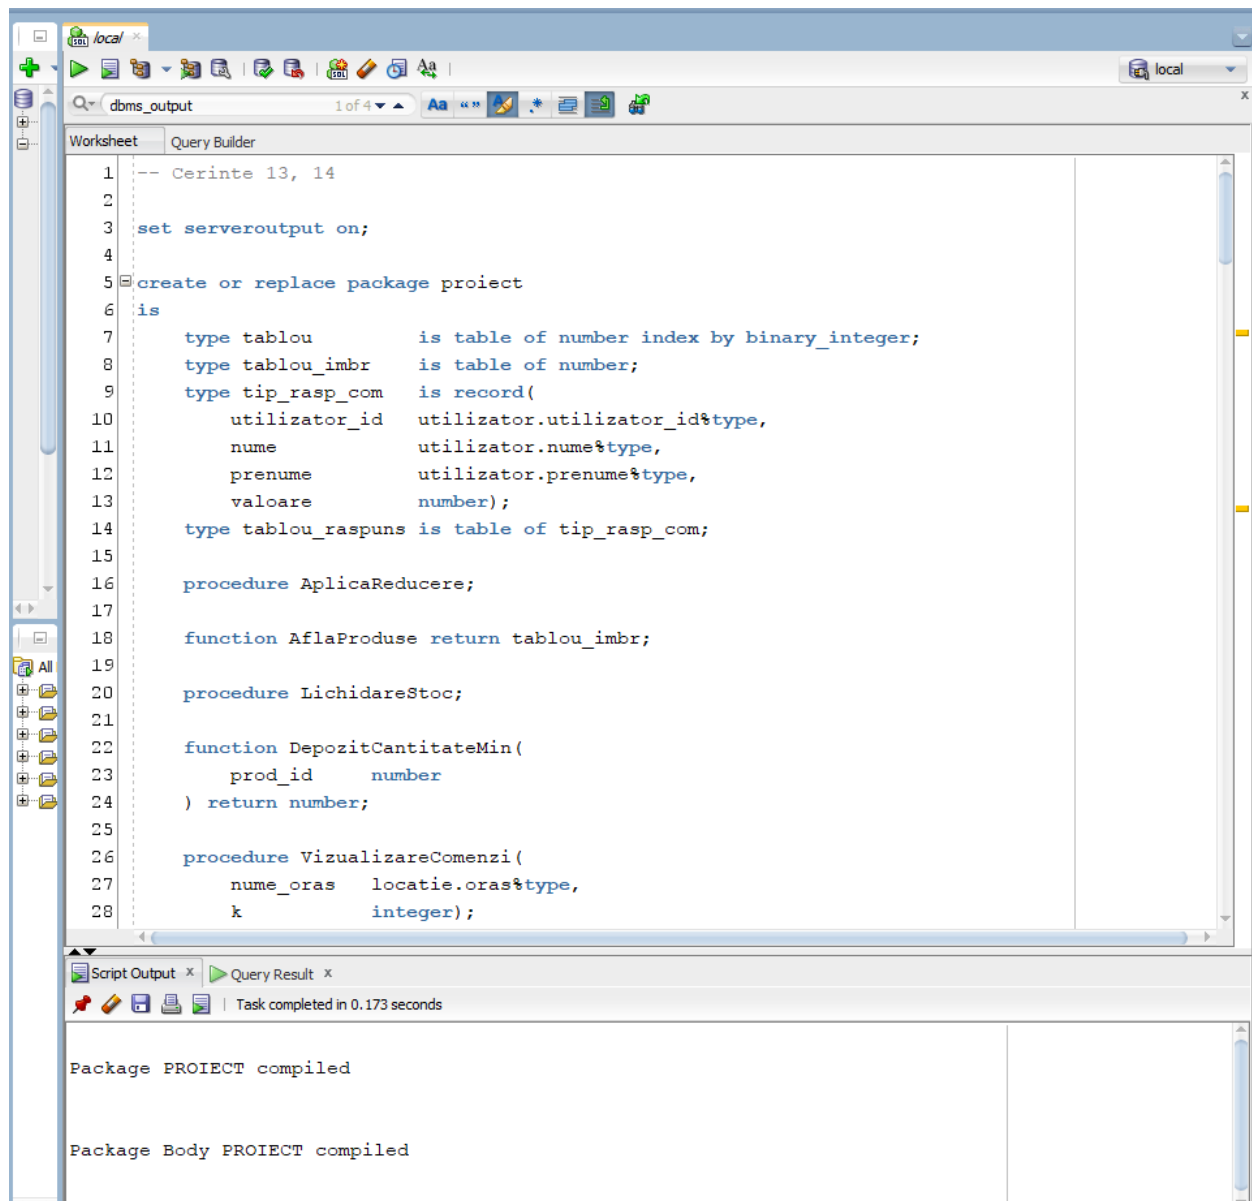 local
local
dbms_output 1 of 4 Aa “” .*
Worksheet Query Builder
1 -- Cerinte 13, 14
2
3 set serveroutput on;
4
5 create or replace package proiect
6 is
7 type tablou is table of number index by binary_integer;
8 type tablou_imbr is table of number;
9 type tip_rasp_com is record(
10 utilizator_id utilizator.utilizator_id%type,
11 nume utilizator.nume%type,
12 prenume utilizator.prenume%type,
13 valoare number);
14 type tablou_raspuns is table of tip_rasp_com;
15
16 procedure AplicaReducere;
17
18 function AflaProduse return tablou_imbr;
19
20 procedure LichidareStoc;
21
22 function DepozitCantitateMin(
23 prod_id number
24 ) return number;
25
26 procedure VizualizareComenzi(
27 nume_oras locatie.oras%type,
28 k integer);
All
Script Output x Query Result x
Task completed in 0.173 seconds
Package PROIECT compiled
Package Body PROIECT compiled